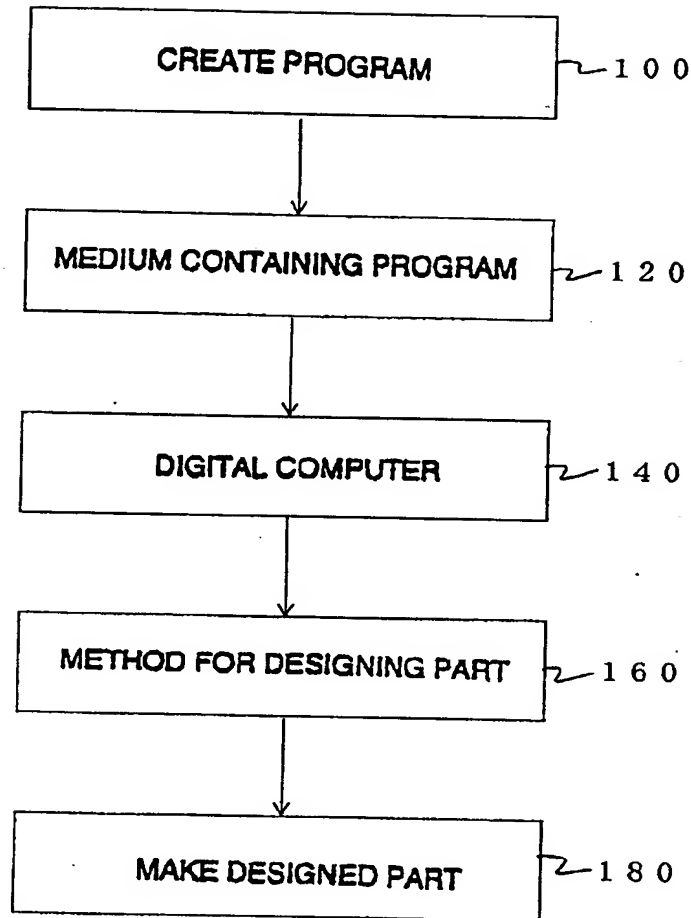 CREATE PROGRAM 100
MEDIUM CONTAINING PROGRAM 120
DIGITAL COMPUTER 140
METHOD FOR DESIGNING PART 160
MAKE DESIGNED PART 180